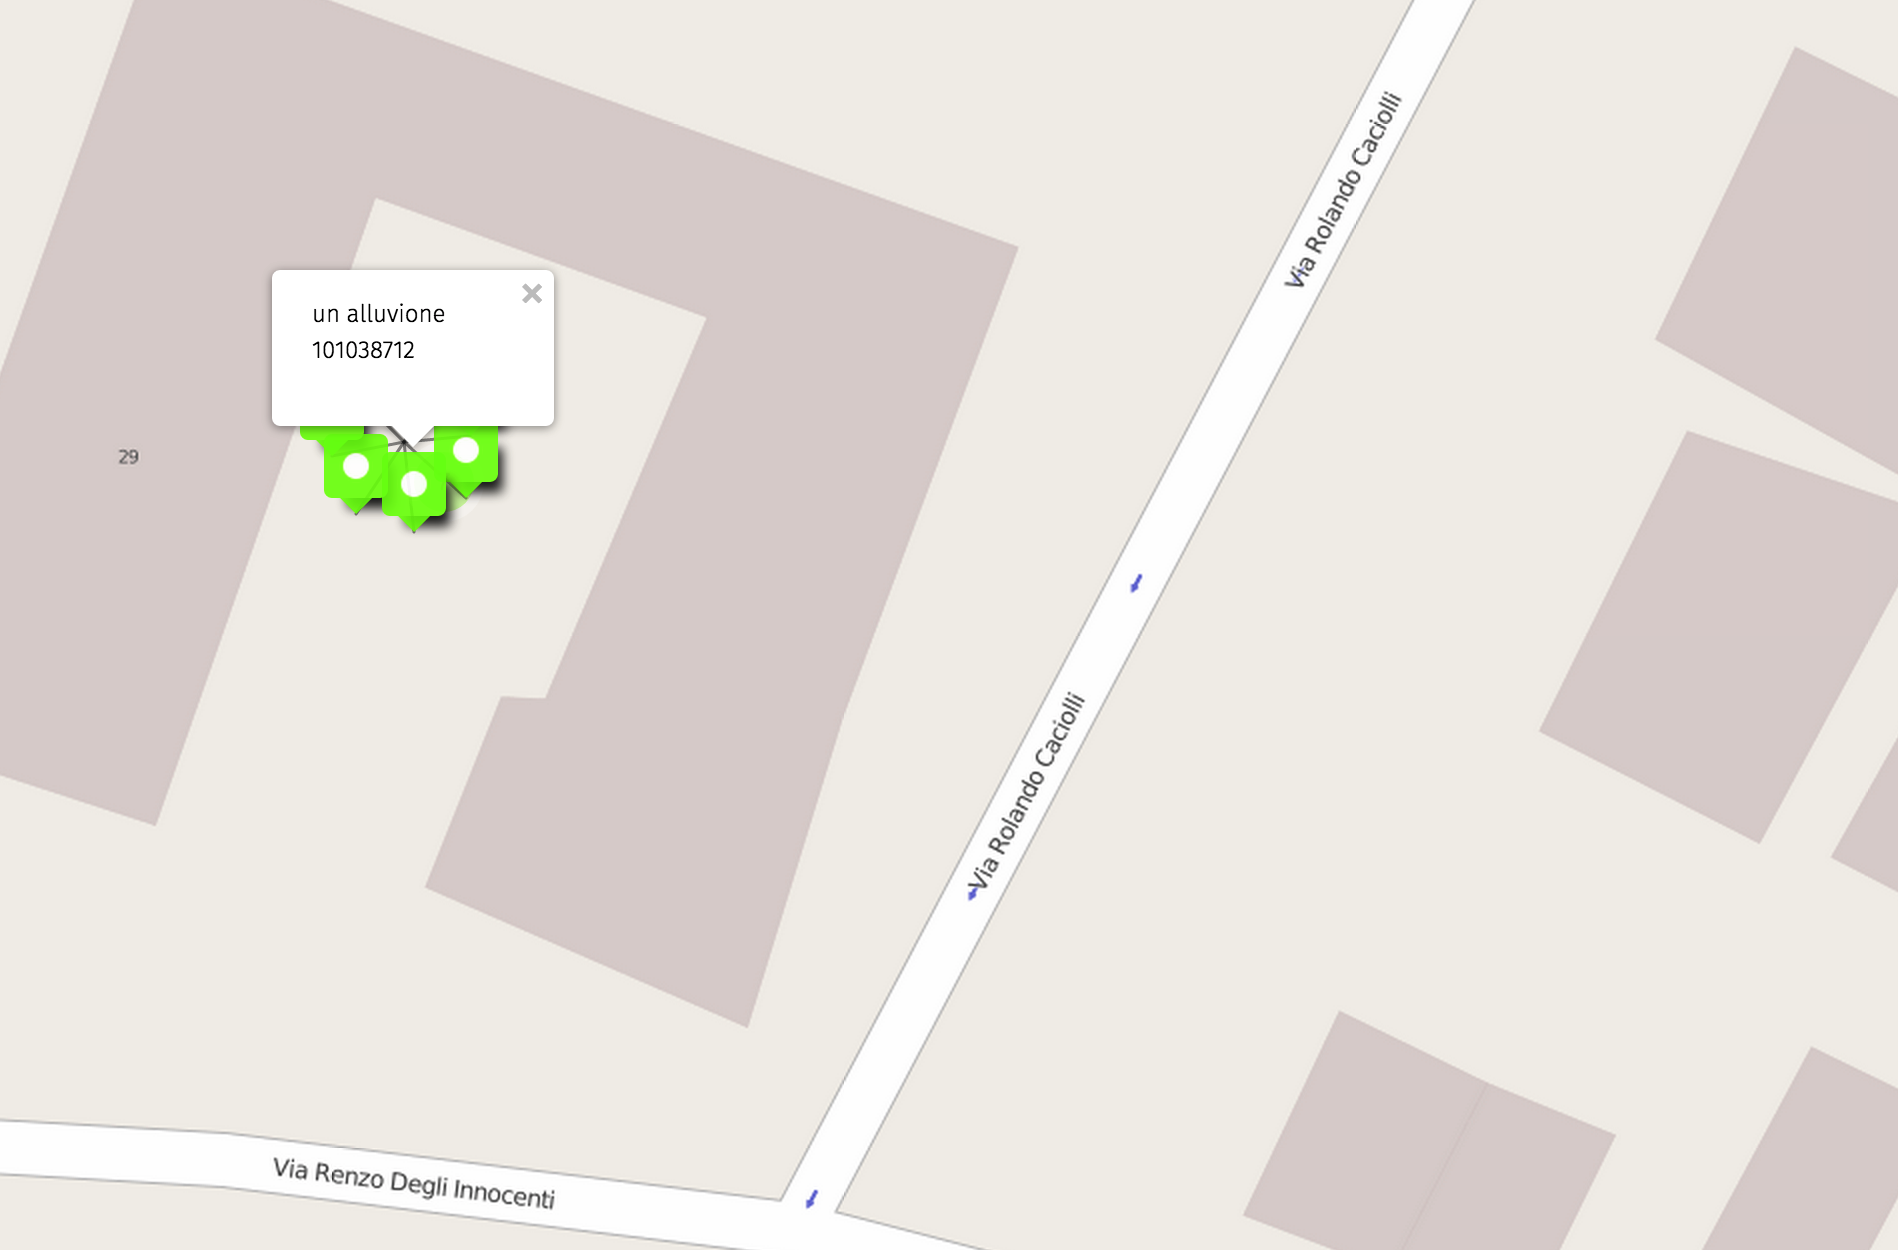 Via Rolando Caciolli
un alluvione
101038712
29
Via Rolando Caciolli
Via Renzo Degli Innocenti